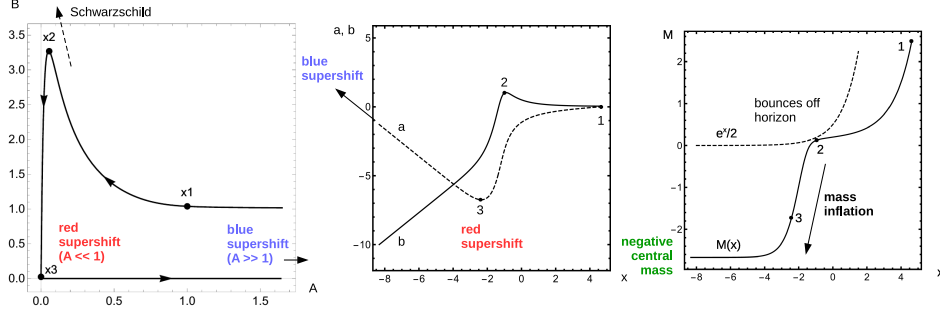 B
Schwarzschild
x2
3.5
3.0
2.5
2.0
1.5
1.0
0.5
0.0
x1
red
supershift
(A << 1)
blue
supershift
(A >> 1)
x3
0.0
0.5
1.0
1.5
A
a, b
5
0
−5
−10
blue
supershift
a
2
1
3
b
red
supershift
−8
−6
−4
−2
0
2
4
x
M
2
0
−2
1
bounces off
horizon
eˣ/2
2
mass
inflation
3
M(x)
negative
central
mass
−8
−6
−4
−2
0
2
4
x